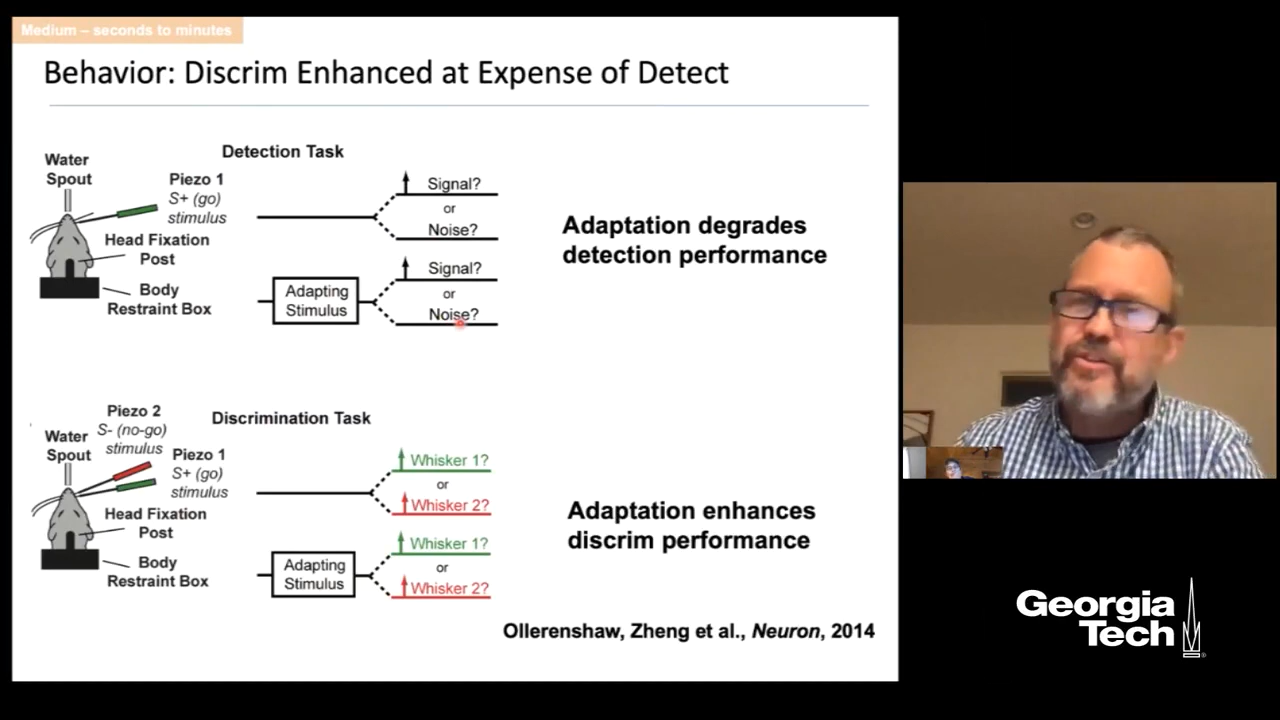 Medium – seconds to minutes
Behavior: Discrim Enhanced at Expense of Detect
Detection Task
Water
Spout
Piezo 1
S+ (go)
stimulus
Head Fixation
Post
Body
Restraint Box
Signal?
or
Noise?
Adapting
Stimulus
Signal?
or
Noise?
Adaptation degrades
detection performance
Discrimination Task
Piezo 2
S- (no-go)
stimulus
Water
Spout
Piezo 1
S+ (go)
stimulus
Head Fixation
Post
Body
Restraint Box
Whisker 1?
or
Whisker 2?
Adapting
Stimulus
Whisker 1?
or
Whisker 2?
Adaptation enhances
discrim performance
Ollerenshaw, Zheng et al., Neuron, 2014
Georgia
Tech